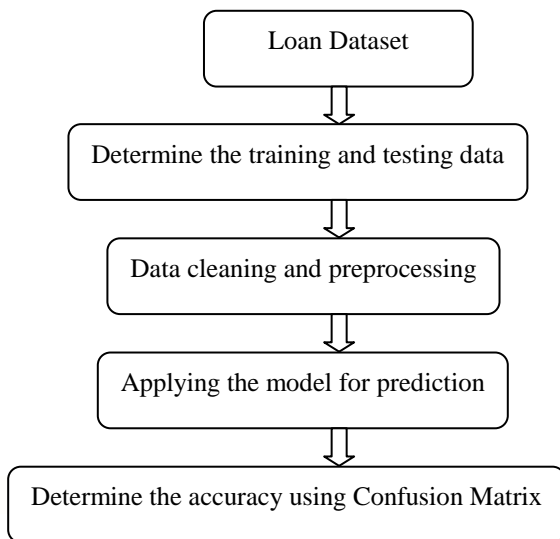 Loan Dataset
Determine the training and testing data
Data cleaning and preprocessing
Applying the model for prediction
Determine the accuracy using Confusion Matrix